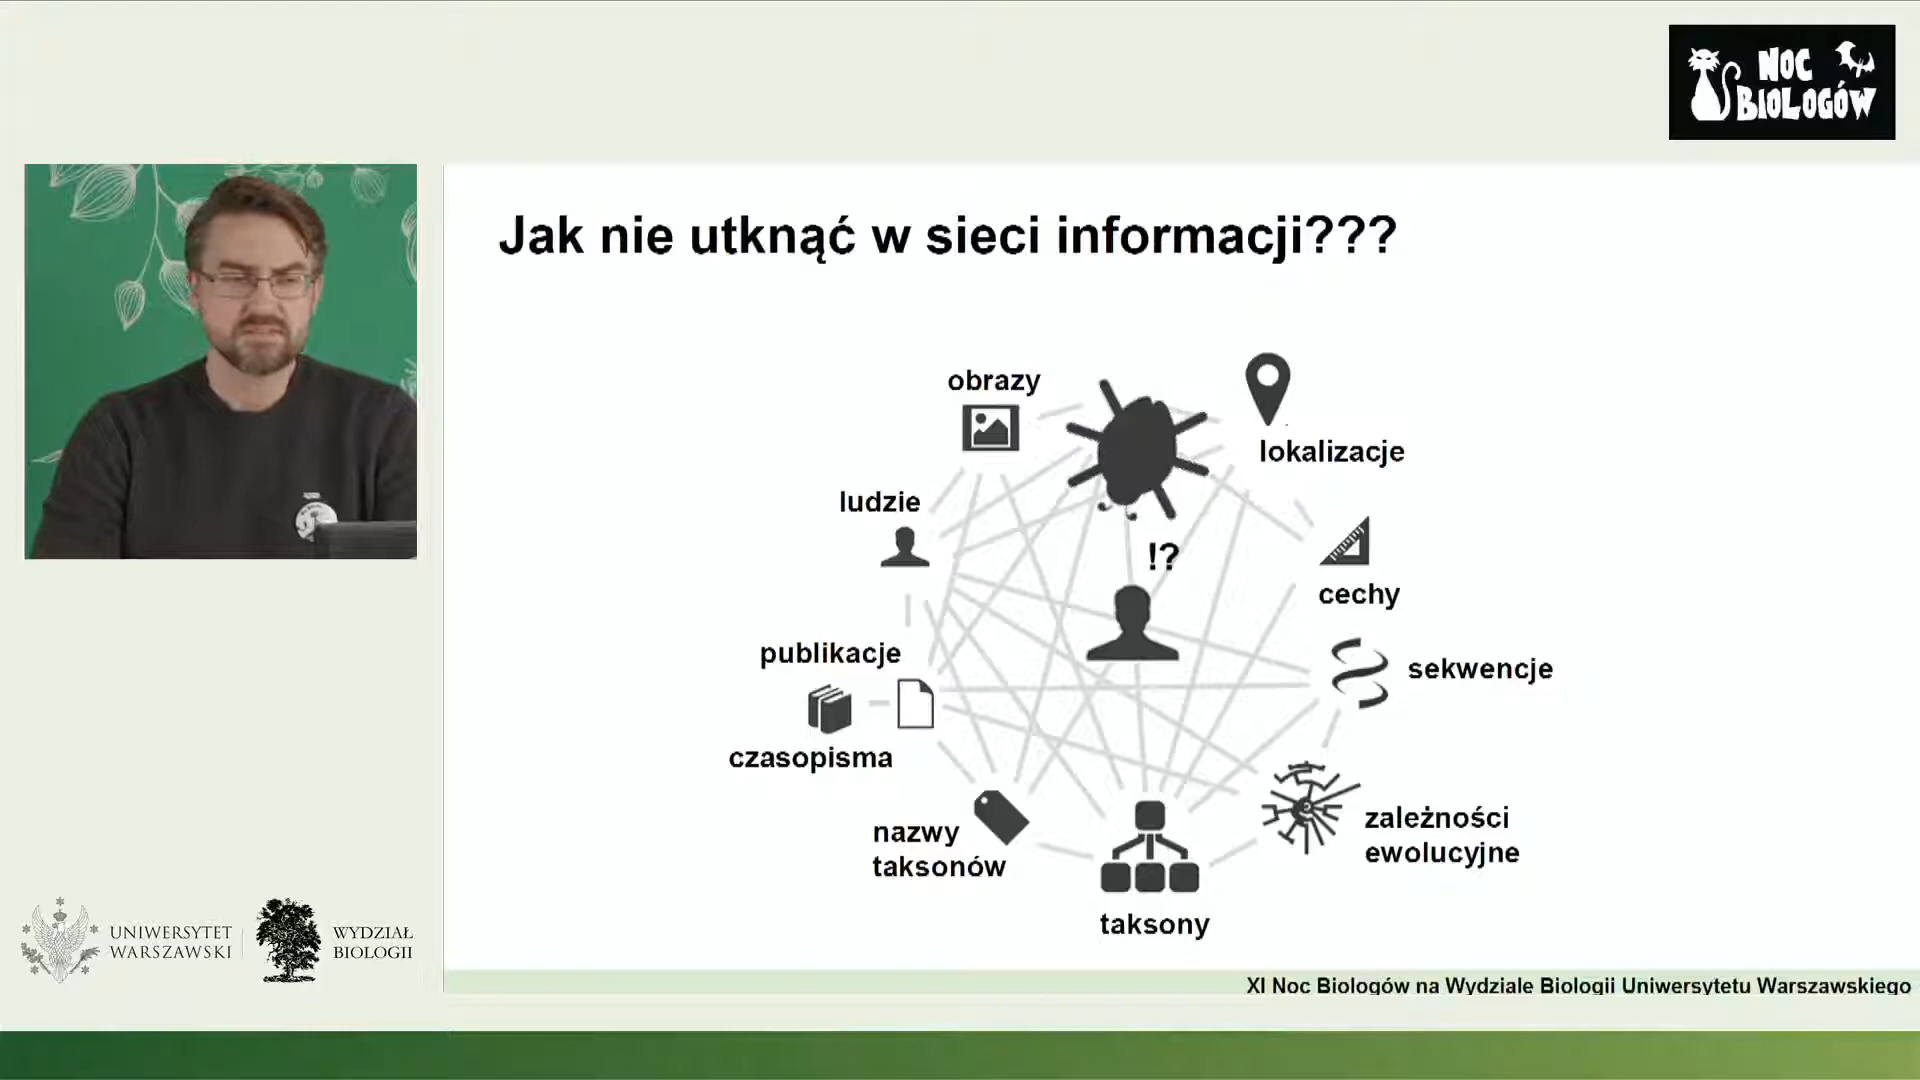 NOC
BIOLOGÓW
Jak nie utknąć w sieci informacji???
obrazy
lokalizacje
ludzie
!?
cechy
publikacje
sekwencje
czasopisma
nazwy
taksonów
zależności
ewolucyjne
taksony
UNIWERSYTET
WARSZAWSKI
WYDZIAŁ
BIOLOGII
XI Noc Biologów na Wydziale Biologii Uniwersytetu Warszawskiego